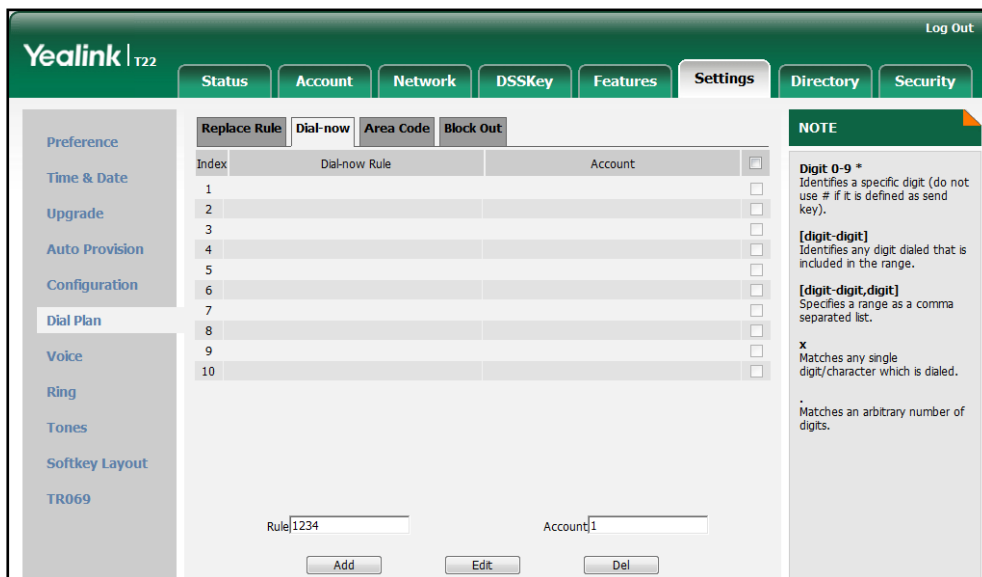 Log Out
Yealink T22
Status Account Network DSSKey Features Settings Directory Security
Preference
Time & Date
Upgrade
Auto Provision
Configuration
Dial Plan
Voice
Ring
Tones
Softkey Layout
TR069
Replace Rule Dial-now Area Code Block Out
Index Dial-now Rule Account
1
2
3
4
5
6
7
8
9
10
Rule 1234 Account 1
Add Edit Del
NOTE
Digit 0-9 *
Identifies a specific digit (do not
use # if it is defined as send
key).
[digit-digit]
Identifies any digit dialed that is
included in the range.
[digit-digit,digit]
Specifies a range as a comma
separated list.
x
Matches any single
digit/character which is dialed.
.
Matches an arbitrary number of
digits.